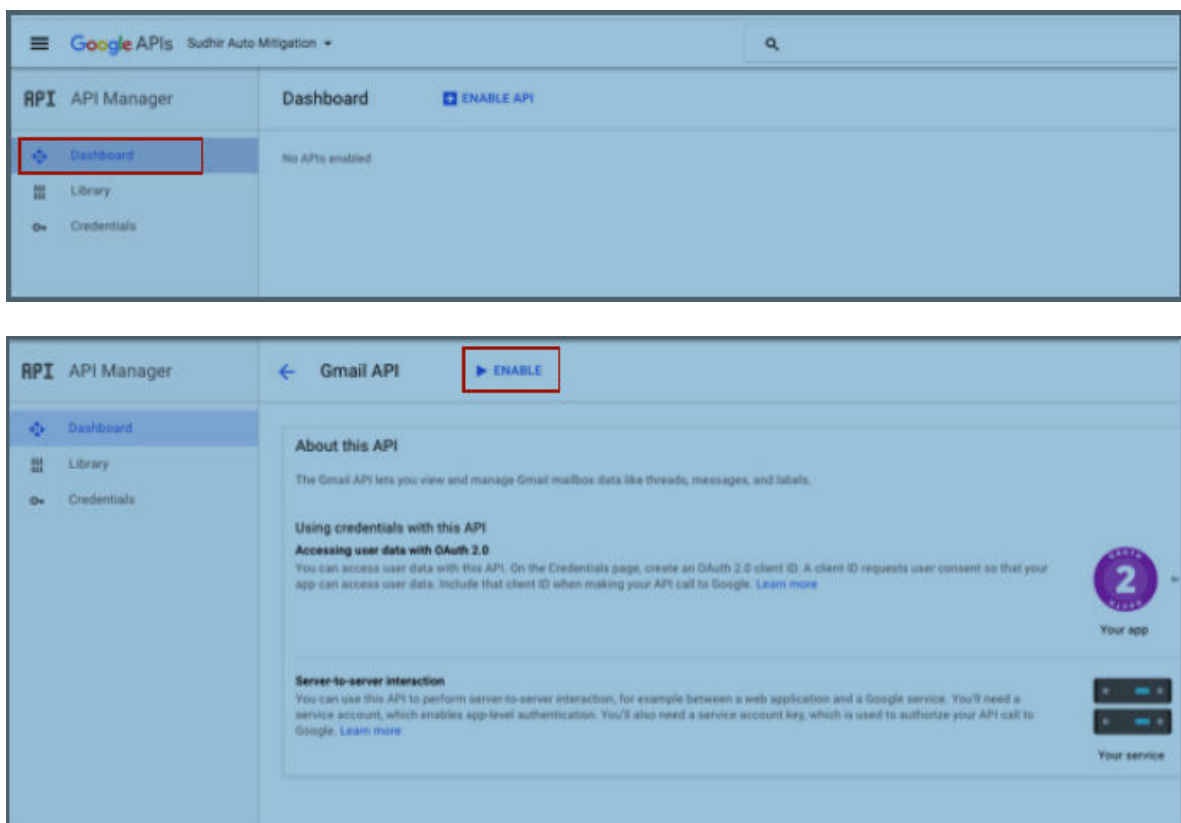 Google APIs Sudhir Auto Mitigation
API API Manager Dashboard ENABLE API
Dashboard No APIs enabled
Library
Credentials
API API Manager Gmail API ENABLE
Dashboard
Library
Credentials
About this API
The Gmail API lets you view and manage Gmail mailbox data like threads, messages, and labels.
Using credentials with this API
Accessing user data with OAuth 2.0
You can access user data with this API. On the Credentials page, create an OAuth 2.0 client ID. A client ID requests user consent so that your
app can access user data. Include that client ID when making your API call to Google. Learn more
2
Your app
Server-to-server interaction
You can use this API to perform server-to-server interaction, for example between a web application and a Google service. You'll need a
service account, which enables app-level authentication. You'll also need a service account key, which is used to authorize your API call to
Google. Learn more
Your service